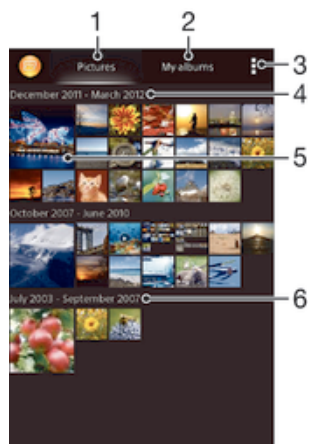 1 2
Pictures My albums 3
December 2011 - March 2012 4
5
October 2007 - June 2010
July 2003 - September 2007 6